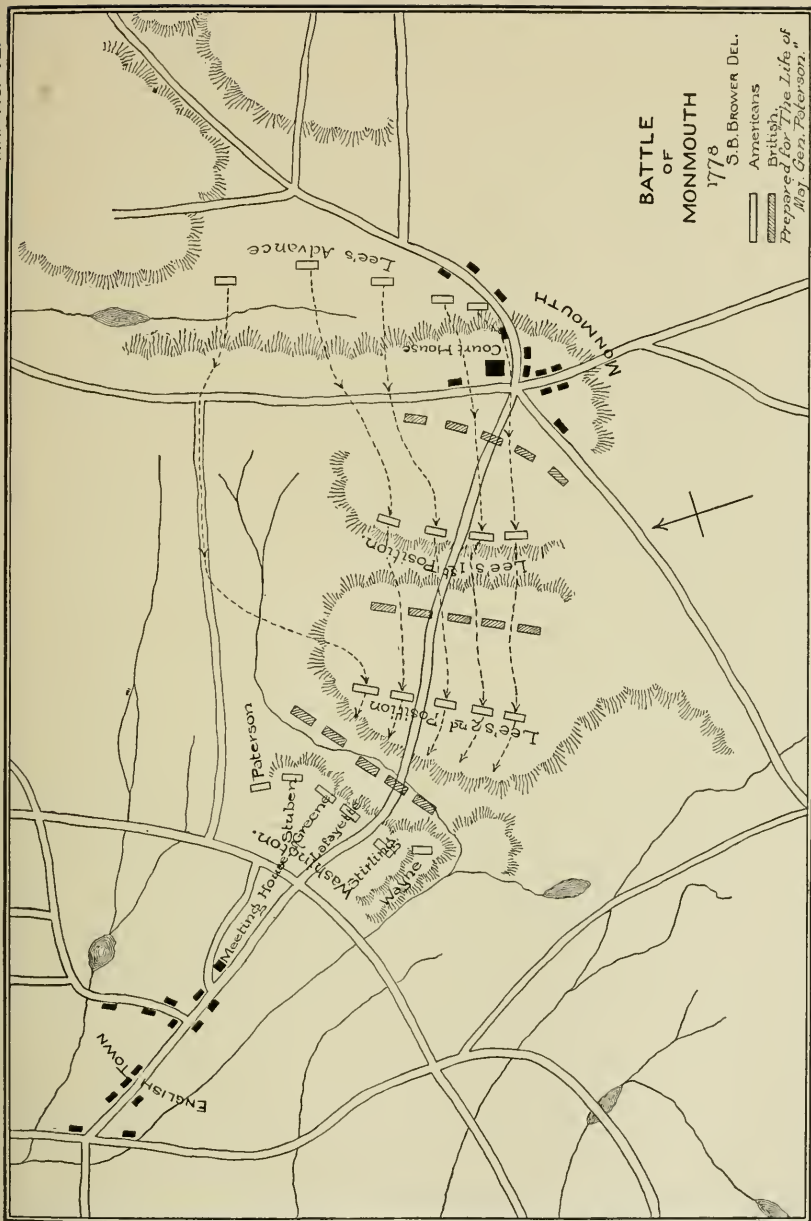 BATTLE
OF
MONMOUTH
1778
S.B. BROWER DEL.
Americans
British.
Prepared for "The Life of
Maj. Gen. Paterson."
Lee's Advance
Court House
MONMOUTH
Lee's 1st Position.
Lee's 2nd Position
Paterson
Stuben
Greene
Lafayette
Washington.
Stirling
Wayne
Meeting House
ENGLISH
TOWN